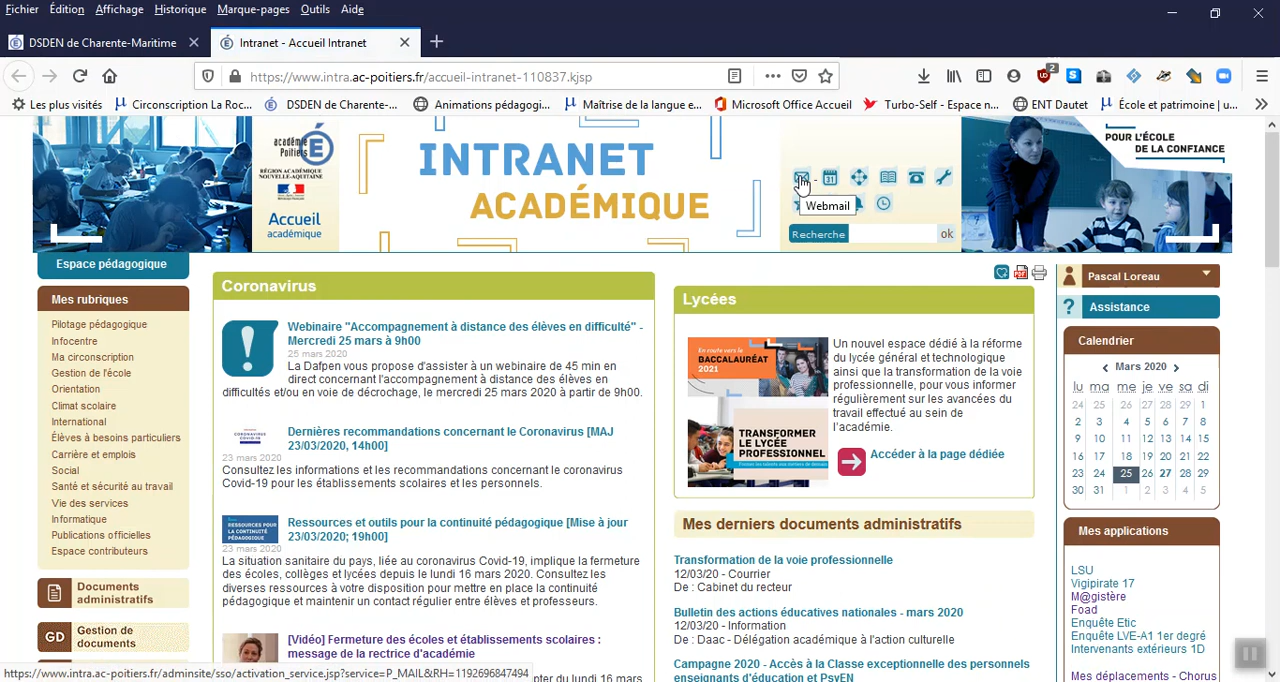 Fichier Édition Affichage Historique Marque-pages Outils Aide
DSDEN de Charente-Maritime
Intranet - Accueil Intranet
https://www.intra.ac-poitiers.fr/accueil-intranet-110837.kjsp
2
Les plus visités
Circonscription La Roc...
DSDEN de Charente-...
Animations pédagogi...
Maîtrise de la langue e...
Microsoft Office Accueil
Turbo-Self - Espace n...
ENT Dautet
École et patrimoine | u...
académie
Poitiers
RÉGION ACADÉMIQUE
NOUVELLE-AQUITAINE
Accueil
académique
INTRANET
ACADÉMIQUE
31
Webmail
Recherche
ok
POUR L'ÉCOLE
DE LA CONFIANCE
Espace pédagogique
Mes rubriques
Pilotage pédagogique
Infocentre
Ma circonscription
Gestion de l'école
Orientation
Climat scolaire
International
Élèves à besoins particuliers
Carrière et emplois
Social
Santé et sécurité au travail
Vie des services
Informatique
Publications officielles
Espace contributeurs
Documents
administratifs
GD
Gestion de
documents
Coronavirus
Webinaire "Accompagnement à distance des élèves en difficulté" -
Mercredi 25 mars à 9h00
25 mars 2020
La Dafpen vous propose d'assister à un webinaire de 45 min en
direct concernant l'accompagnement à distance des élèves en
difficultés et/ou en voie de décrochage, le mercredi 25 mars 2020 à partir de 9h00.
CORONAVIRUS
COVID-19
Dernières recommandations concernant le Coronavirus [MAJ
23/03/2020, 14h00]
23 mars 2020
Consultez les informations et les recommandations concernant le coronavirus
Covid-19 pour les établissements scolaires et les personnels.
RESSOURCES POUR
LA CONTINUITÉ
PÉDAGOGIQUE
Ressources et outils pour la continuité pédagogique [Mise à jour
23/03/2020; 19h00]
23 mars 2020
La situation sanitaire du pays, liée au coronavirus Covid-19, implique la fermeture
des écoles, collèges et lycées depuis le lundi 16 mars 2020. Consultez les
diverses ressources à votre disposition pour mettre en place la continuité
pédagogique et maintenir un contact régulier entre élèves et professeurs.
[Vidéo] Fermeture des écoles et établissements scolaires :
message de la rectrice d'académie
pter du lundi 16 mars
PDF
Lycées
En route vers le
BACCALAURÉAT
2021
TRANSFORMER
LE LYCÉE
PROFESSIONNEL
Un nouvel espace dédié à la réforme
du lycée général et technologique
ainsi que la transformation de la voie
professionnelle, pour vous informer
régulièrement sur les avancées du
travail effectué au sein de
l'académie.
Accéder à la page dédiée
Mes derniers documents administratifs
Transformation de la voie professionnelle
12/03/20 - Courrier
De : Cabinet du recteur
Bulletin des actions éducatives nationales - mars 2020
12/03/20 - Information
De : Daac - Délégation académique à l'action culturelle
Campagne 2020 - Accès à la Classe exceptionnelle des personnels
enseignants d'éducation et PsyEN
Pascal Loreau
? Assistance
Calendrier
Mars 2020
lu ma me je ve sa di
24 25 26 27 28 29 1
2 3 4 5 6 7 8
9 10 11 12 13 14 15
16 17 18 19 20 21 22
23 24 25 26 27 28 29
30 31 1 2 3 4 5
Mes applications
LSU
Vigipirate 17
M@gistère
Foad
Enquête Etic
Enquête LVE-A1 1er degré
Intervenants extérieurs 1D
Mes déplacements - Chorus
https://www.intra.ac-poitiers.fr/adminsite/sso/activation_service.jsp?service=P_MAIL&RH=1192696847494